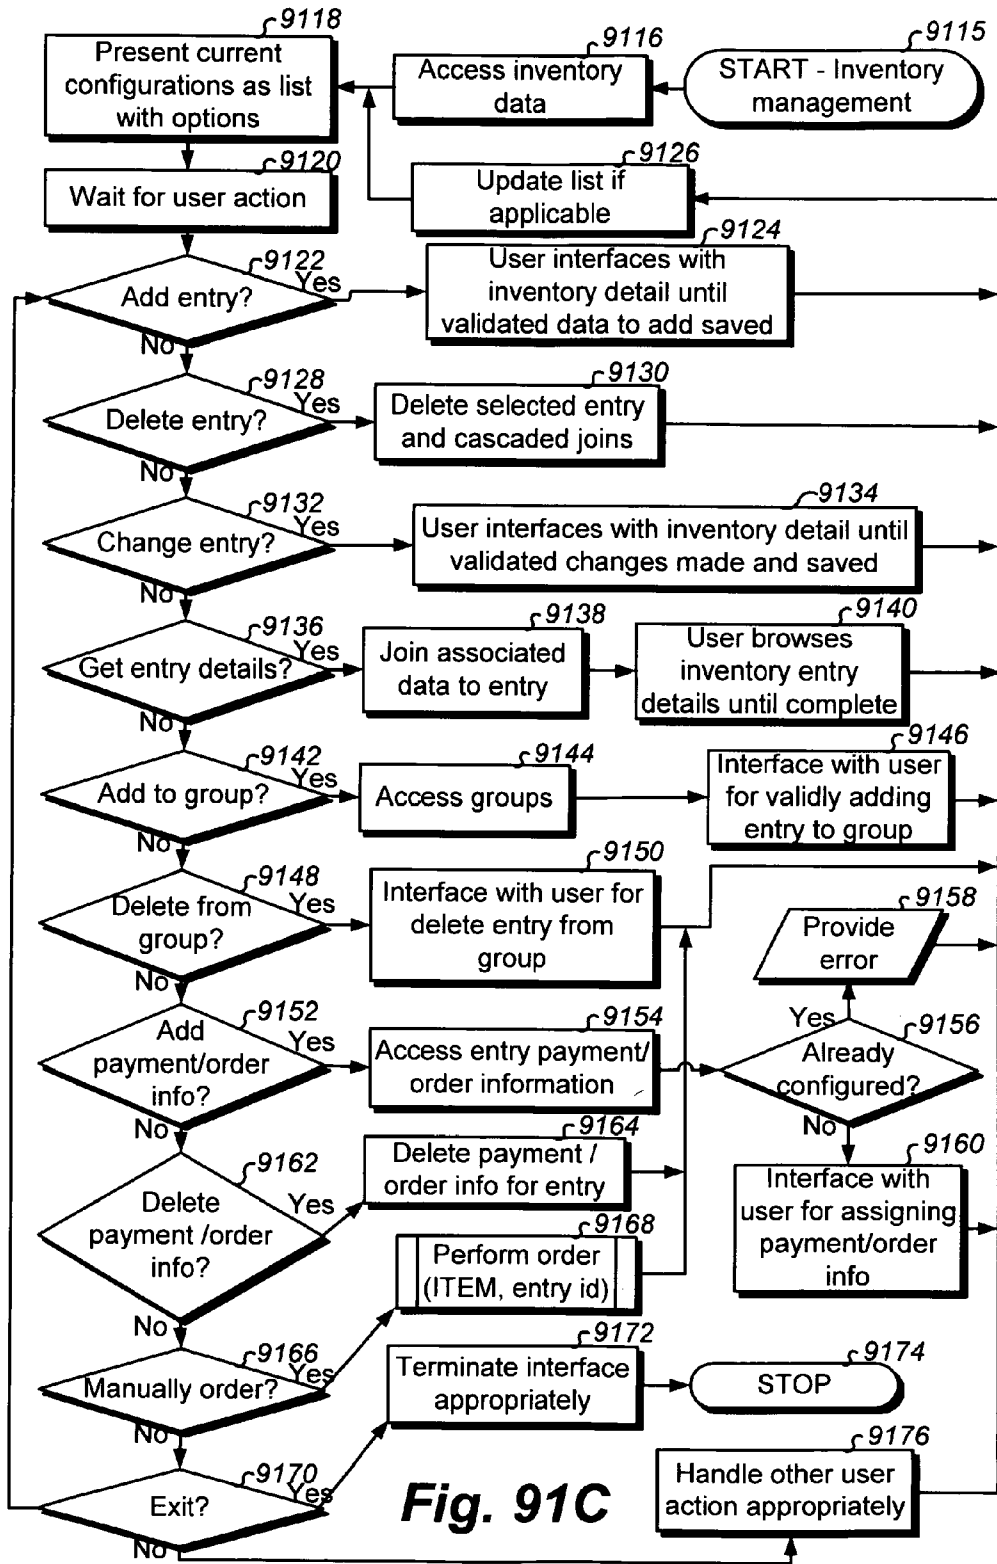 9118
Present current
configurations as list
with options
9116
Access inventory
data
9115
START - Inventory
management
9120
Wait for user action
9126
Update list if
applicable
9122
Add entry?
Yes
No
9124
User interfaces with
inventory detail until
validated data to add saved
9128
Delete entry?
Yes
No
9130
Delete selected entry
and cascaded joins
9132
Change entry?
Yes
No
9134
User interfaces with inventory detail until
validated changes made and saved
9136
Get entry details?
Yes
No
9138
Join associated
data to entry
9140
User browses
inventory entry
details until complete
9142
Add to group?
Yes
No
9144
Access groups
9146
Interface with user
for validly adding
entry to group
9148
Delete from
group?
Yes
No
9150
Interface with user for
delete entry from
group
9158
Provide
error
9152
Add
payment/order
info?
Yes
No
9154
Access entry payment/
order information
Yes
9156
Already
configured?
No
9162
Delete
payment /order
info?
Yes
No
9164
Delete payment /
order info for entry
9160
Interface with
user for assigning
payment/order
info
9168
Perform order
(ITEM, entry id)
9166
Manually order?
Yes
No
9172
Terminate interface
appropriately
9174
STOP
9170
Exit?
Yes
No
9176
Handle other user
action appropriately
Fig. 91C